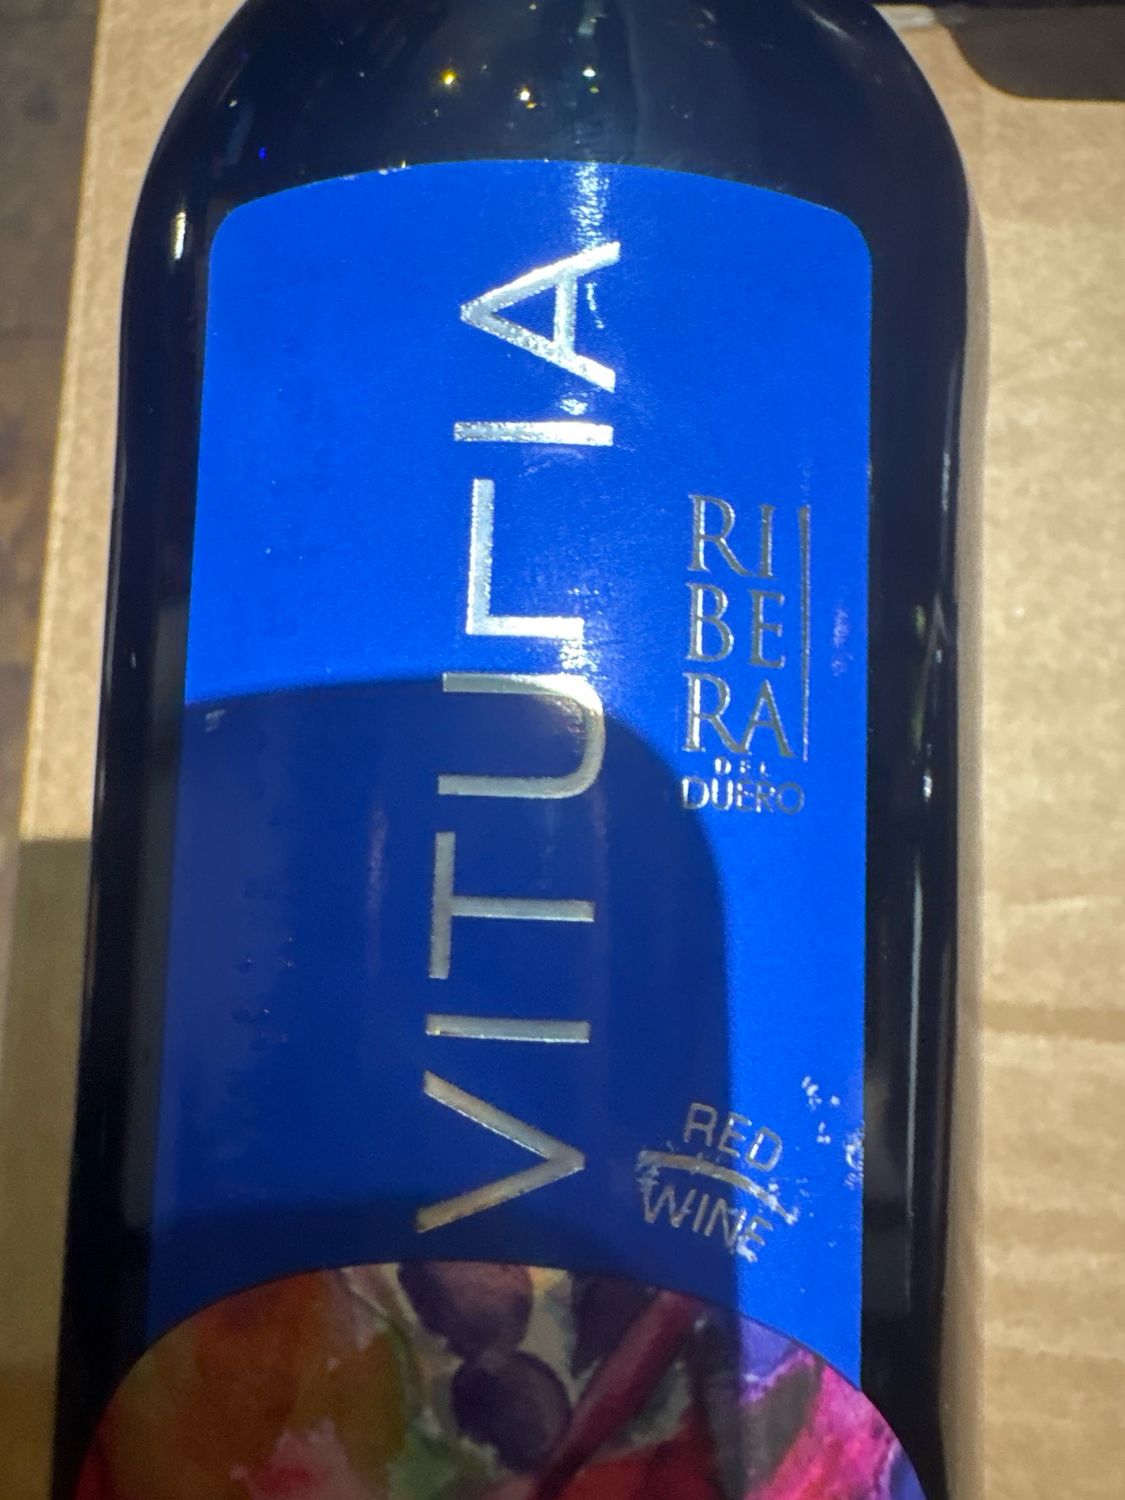 VITULIA
RI
BE
RA
DEL
DUERO
RED
WINE